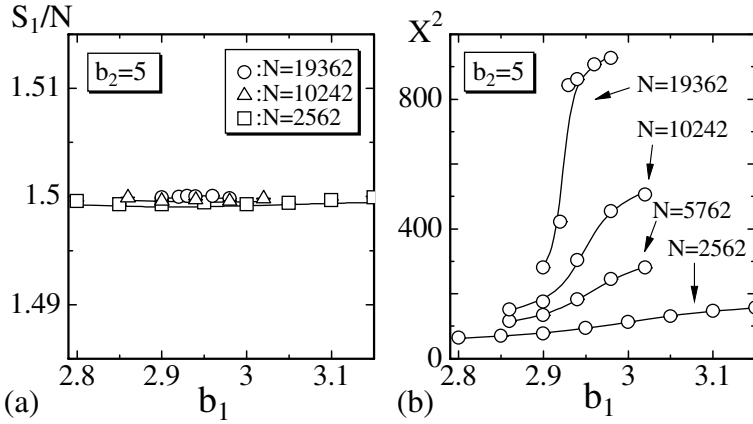 S₁/N
b₂=5
○:N=19362
△:N=10242
□:N=2562
1.51
1.5
1.49
2.8 2.9 3 3.1
(a) b₁
X²
b₂=5
N=19362
N=10242
N=5762
N=2562
800
400
0
2.8 2.9 3 3.1
(b) b₁